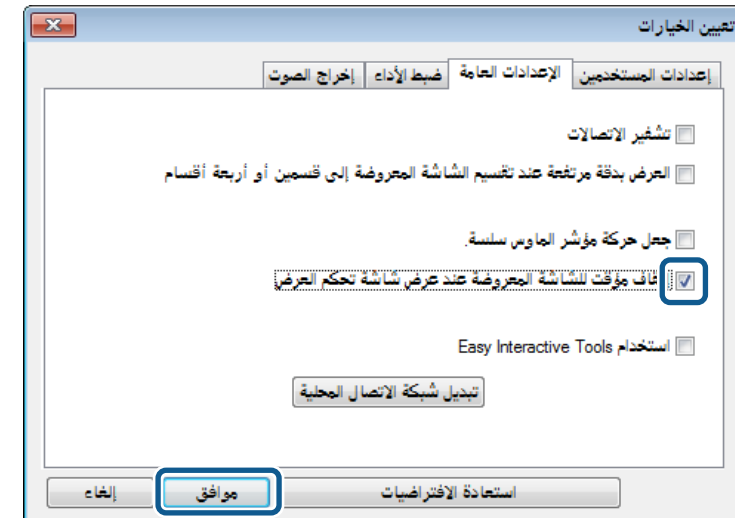 تعيين الخيارات
إعدادات المستخدمين الإعدادات العامة ضبط الأداء إخراج الصوت
تشفير الاتصالات
العرض بدقة مرتفعة عند تقسيم الشاشة المعروضة إلى قسمين أو أربعة أقسام
جعل حركة مؤشر الماوس سلسة.
مؤقت للشاشة المعروضة عند عرض شاشة تحكم العرض
استخدام Easy Interactive Tools
تبديل شبكة الاتصال المحلية
استعادة الافتراضيات موافق إلغاء